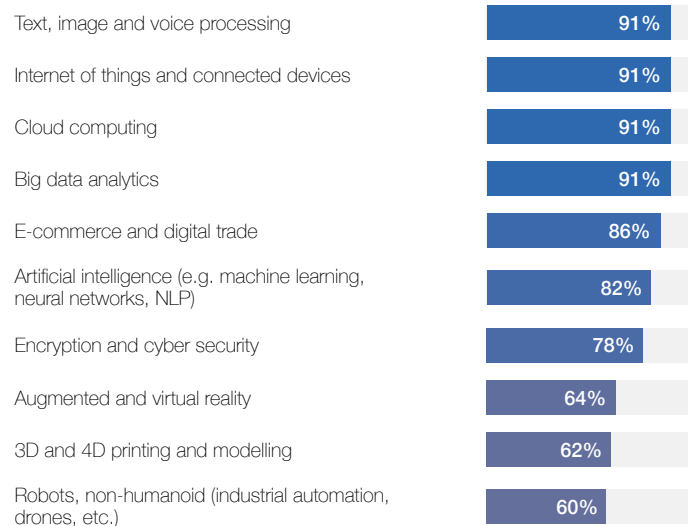 Text, image and voice processing 91%
Internet of things and connected devices 91%
Cloud computing 91%
Big data analytics 91%
E-commerce and digital trade 86%
Artificial intelligence (e.g. machine learning,
neural networks, NLP) 82%
Encryption and cyber security 78%
Augmented and virtual reality 64%
3D and 4D printing and modelling 62%
Robots, non-humanoid (industrial automation,
drones, etc.) 60%